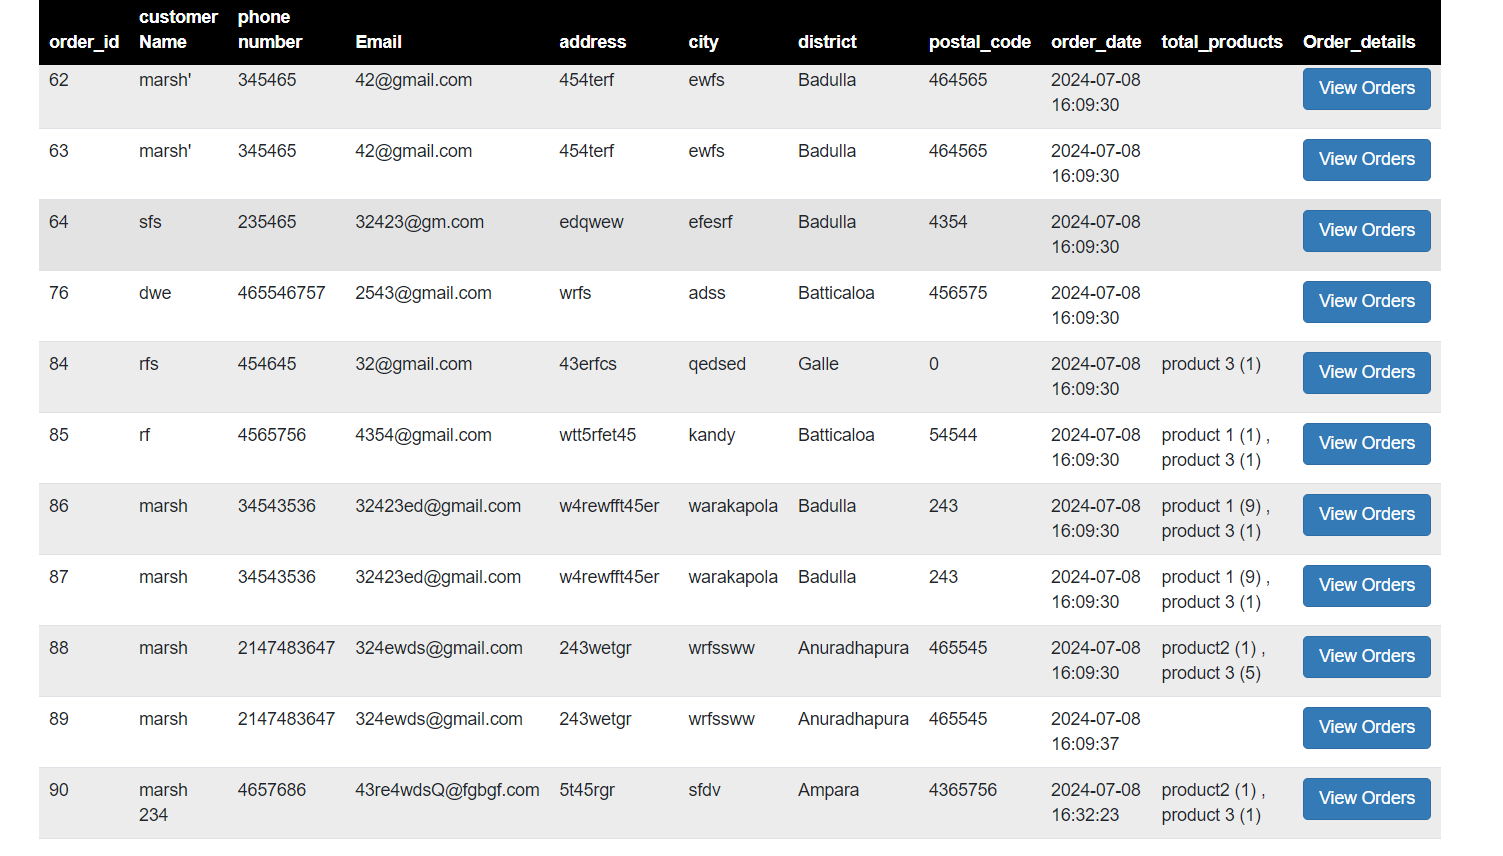 order_id customer Name phone number Email address city district postal_code order_date total_products Order_details
62 marsh' 345465 42@gmail.com 454terf ewfs Badulla 464565 2024-07-08 16:09:30 View Orders
63 marsh' 345465 42@gmail.com 454terf ewfs Badulla 464565 2024-07-08 16:09:30 View Orders
64 sfs 235465 32423@gm.com edqwew efesrf Badulla 4354 2024-07-08 16:09:30 View Orders
76 dwe 465546757 2543@gmail.com wrfs adss Batticaloa 456575 2024-07-08 16:09:30 View Orders
84 rfs 454645 32@gmail.com 43erfcs qedsed Galle 0 2024-07-08 16:09:30 product 3 (1) View Orders
85 rf 4565756 4354@gmail.com wtt5rfet45 kandy Batticaloa 54544 2024-07-08 16:09:30 product 1 (1) , product 3 (1) View Orders
86 marsh 34543536 32423ed@gmail.com w4rewfft45er warakapola Badulla 243 2024-07-08 16:09:30 product 1 (9) , product 3 (1) View Orders
87 marsh 34543536 32423ed@gmail.com w4rewfft45er warakapola Badulla 243 2024-07-08 16:09:30 product 1 (9) , product 3 (1) View Orders
88 marsh 2147483647 324ewds@gmail.com 243wetgr wrfssww Anuradhapura 465545 2024-07-08 16:09:30 product2 (1) , product 3 (5) View Orders
89 marsh 2147483647 324ewds@gmail.com 243wetgr wrfssww Anuradhapura 465545 2024-07-08 16:09:37 View Orders
90 marsh 234 4657686 43re4wdsQ@fgbgf.com 5t45rgr sfdv Ampara 4365756 2024-07-08 16:32:23 product2 (1) , product 3 (1) View Orders